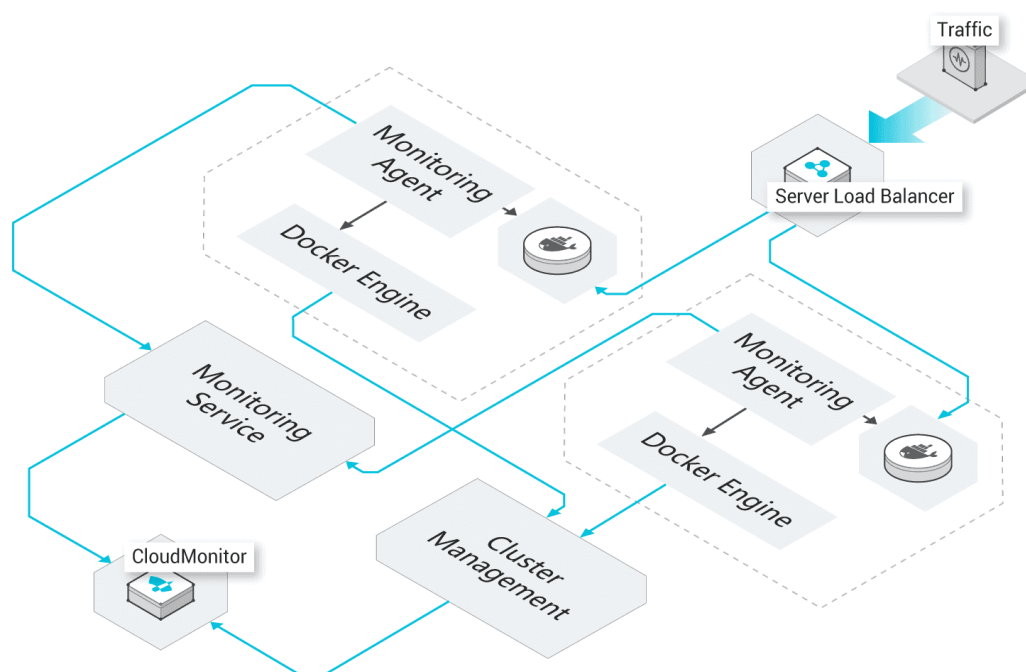 Traffic
Monitoring
Agent
Server Load Balancer
Docker Engine
Monitoring
Agent
Monitoring
Service
Docker Engine
Cluster
Management
CloudMonitor